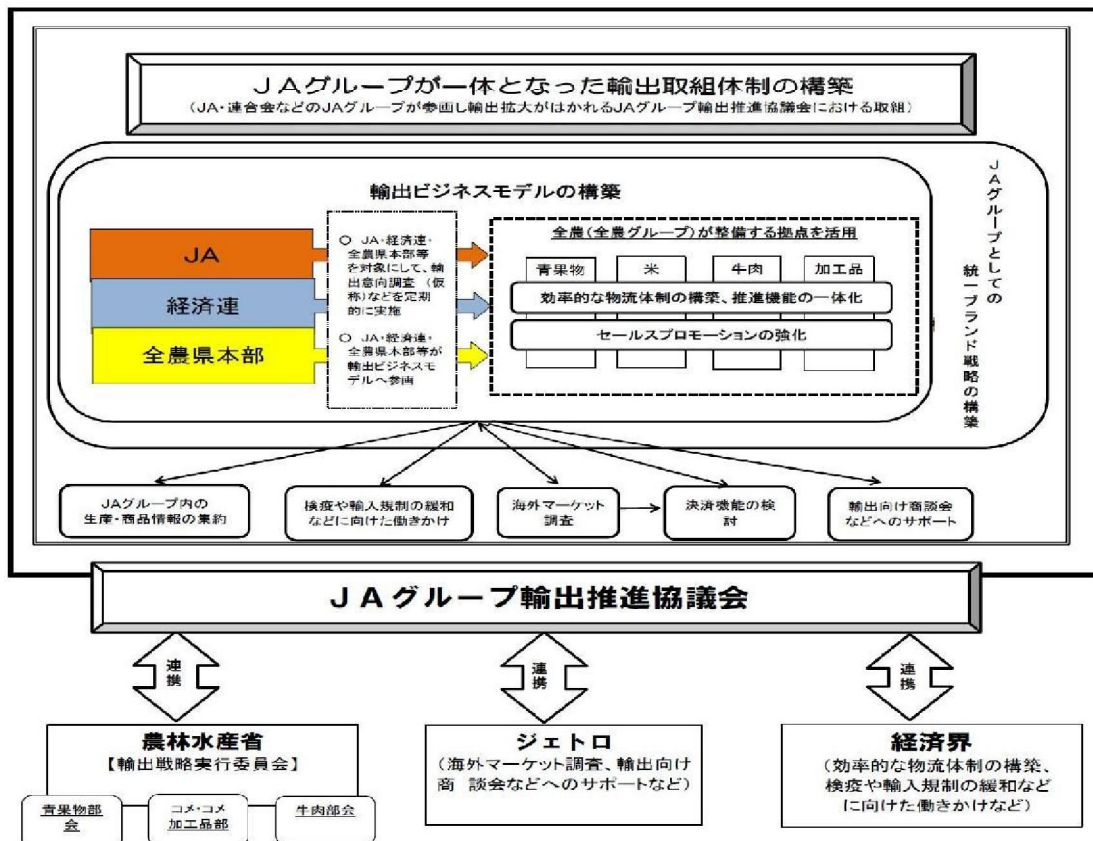 JAグループが一体となった輸出取組体制の構築
(JA・連合会などのJAグループが参画し輸出拡大がはかれるJAグループ輸出推進協議会における取組)
輸出ビジネスモデルの構築
JA
経済連
全農県本部
○ JA・経済連・
全農県本部等
を対象にして、輸
出意向調査 (仮
称)などを定期
的に実施
○ JA・経済連・
全農県本部等が
輸出ビジネスモ
デルへ参画
全農(全農グループ)が整備する拠点を活用
青果物
米
牛肉
加工品
効率的な物流体制の構築、推進機能の一体化
セールスプロモーションの強化
JAグループとしての
統一ブランド戦略の構築
JAグループ内の
生産・商品情報の集約
検疫や輸入規制の緩和
などに向けた働きかけ
海外マーケット
調査
決済機能の検
討
輸出向け商談会
などへのサポート
JAグループ輸出推進協議会
連携
連携
連携
農林水産省
【輸出戦略実行委員会】
青果物部
会
コメ・コメ
加工品部
牛肉部会
ジェトロ
(海外マーケット調査、輸出向け
商 談会などへのサポートなど)
経済界
(効率的な物流体制の構築、
検疫や輸入規制の緩和など
に向けた働きかけなど)